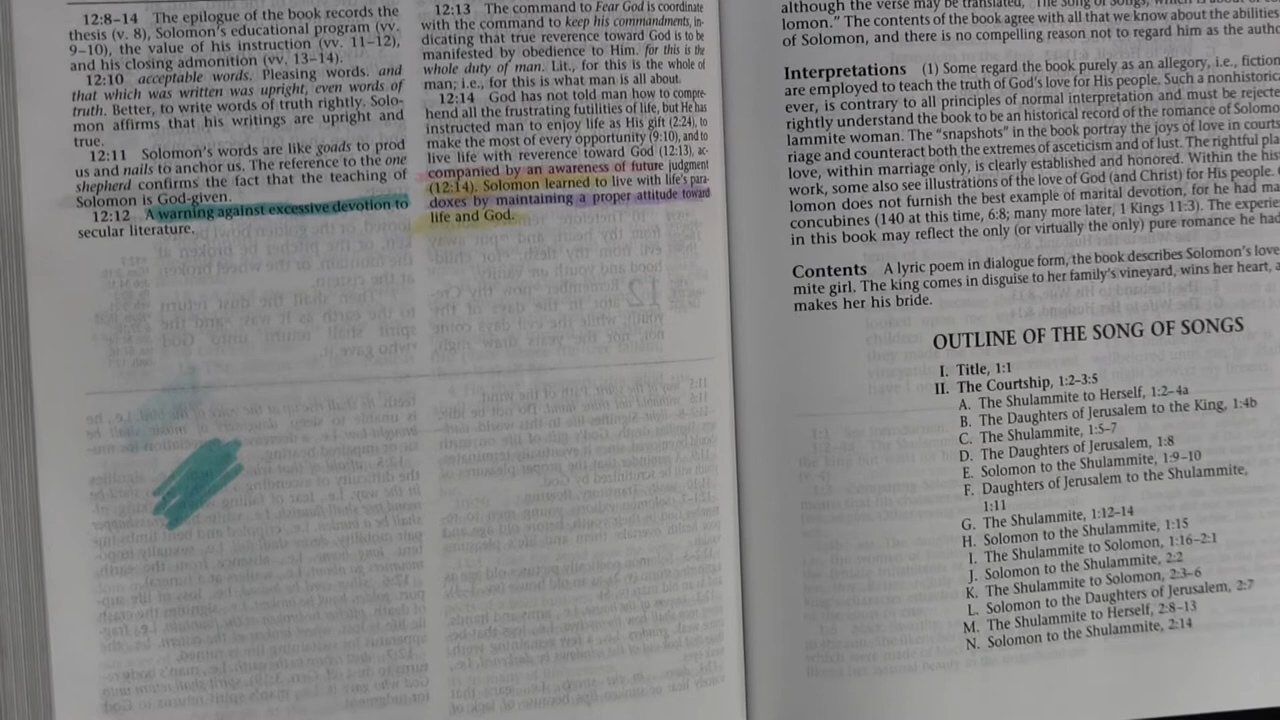 12:8–14 The epilogue of the book records the
thesis (v. 8), Solomon's educational program (vv.
9–10), the value of his instruction (vv. 11–12),
and his closing admonition (vv. 13–14).
12:10 acceptable words. Pleasing words. and
that which was written was upright, even words of
truth. Better, to write words of truth rightly. Solo-
mon affirms that his writings are upright and
true.
12:11 Solomon's words are like goads to prod
us and nails to anchor us. The reference to the one
shepherd confirms the fact that the teaching of
Solomon is God-given.
12:12 A warning against excessive devotion to
secular literature.
12:13 The command to Fear God is coordinate
with the command to keep his commandments, in-
dicating that true reverence toward God is to be
manifested by obedience to Him. for this is the
whole duty of man. Lit., for this is the whole of
man; i.e., for this is what man is all about.
12:14 God has not told man how to compre-
hend all the frustrating futilities of life, but He has
instructed man to enjoy life as His gift (2:24), to
make the most of every opportunity (9:10), and to
live life with reverence toward God (12:13), ac-
companied by an awareness of future judgment
(12:14). Solomon learned to live with life's para-
doxes by maintaining a proper attitude toward
life and God.
although the verse may be translated, "The Song of Songs, which is about
lomon." The contents of the book agree with all that we know about the abilities
of Solomon, and there is no compelling reason not to regard him as the
Interpretations (1) Some regard the book purely as an allegory, i.e., fiction
are employed to teach the truth of God's love for His people. Such a
ever, is contrary to all principles of normal interpretation and must be
rightly understand the book to be an historical record of the romance of Solomon
lammite woman. The "snapshots" in the book portray the joys of love in
riage and counteract both the extremes of asceticism and of lust. The rightful
love, within marriage only, is clearly established and honored. Within the
work, some also see illustrations of the love of God (and Christ) for His people.
lomon does not furnish the best example of marital devotion, for he had
concubines (140 at this time, 6:8; many more later, 1 Kings 11:3). The
in this book may reflect the only (or virtually the only) pure romance he had
Contents A lyric poem in dialogue form, the book describes Solomon's love
mite girl. The king comes in disguise to her family's vineyard, wins her heart,
makes her his bride.
OUTLINE OF THE SONG OF SONGS
I. Title, 1:1
II. The Courtship, 1:2–3:5
A. The Shulammite to Herself, 1:2–4a
B. The Daughters of Jerusalem to the King, 1:4b
C. The Shulammite, 1:5–7
D. The Daughters of Jerusalem, 1:8
E. Solomon to the Shulammite, 1:9–10
F. Daughters of Jerusalem to the Shulammite,
1:11
G. The Shulammite, 1:12–14
H. Solomon to the Shulammite, 1:15
I. The Shulammite to Solomon, 1:16–2:1
J. Solomon to the Shulammite, 2:2
K. The Shulammite to Solomon, 2:3–6
L. Solomon to the Daughters of Jerusalem, 2:7
M. The Shulammite to Herself, 2:8–13
N. Solomon to the Shulammite, 2:14